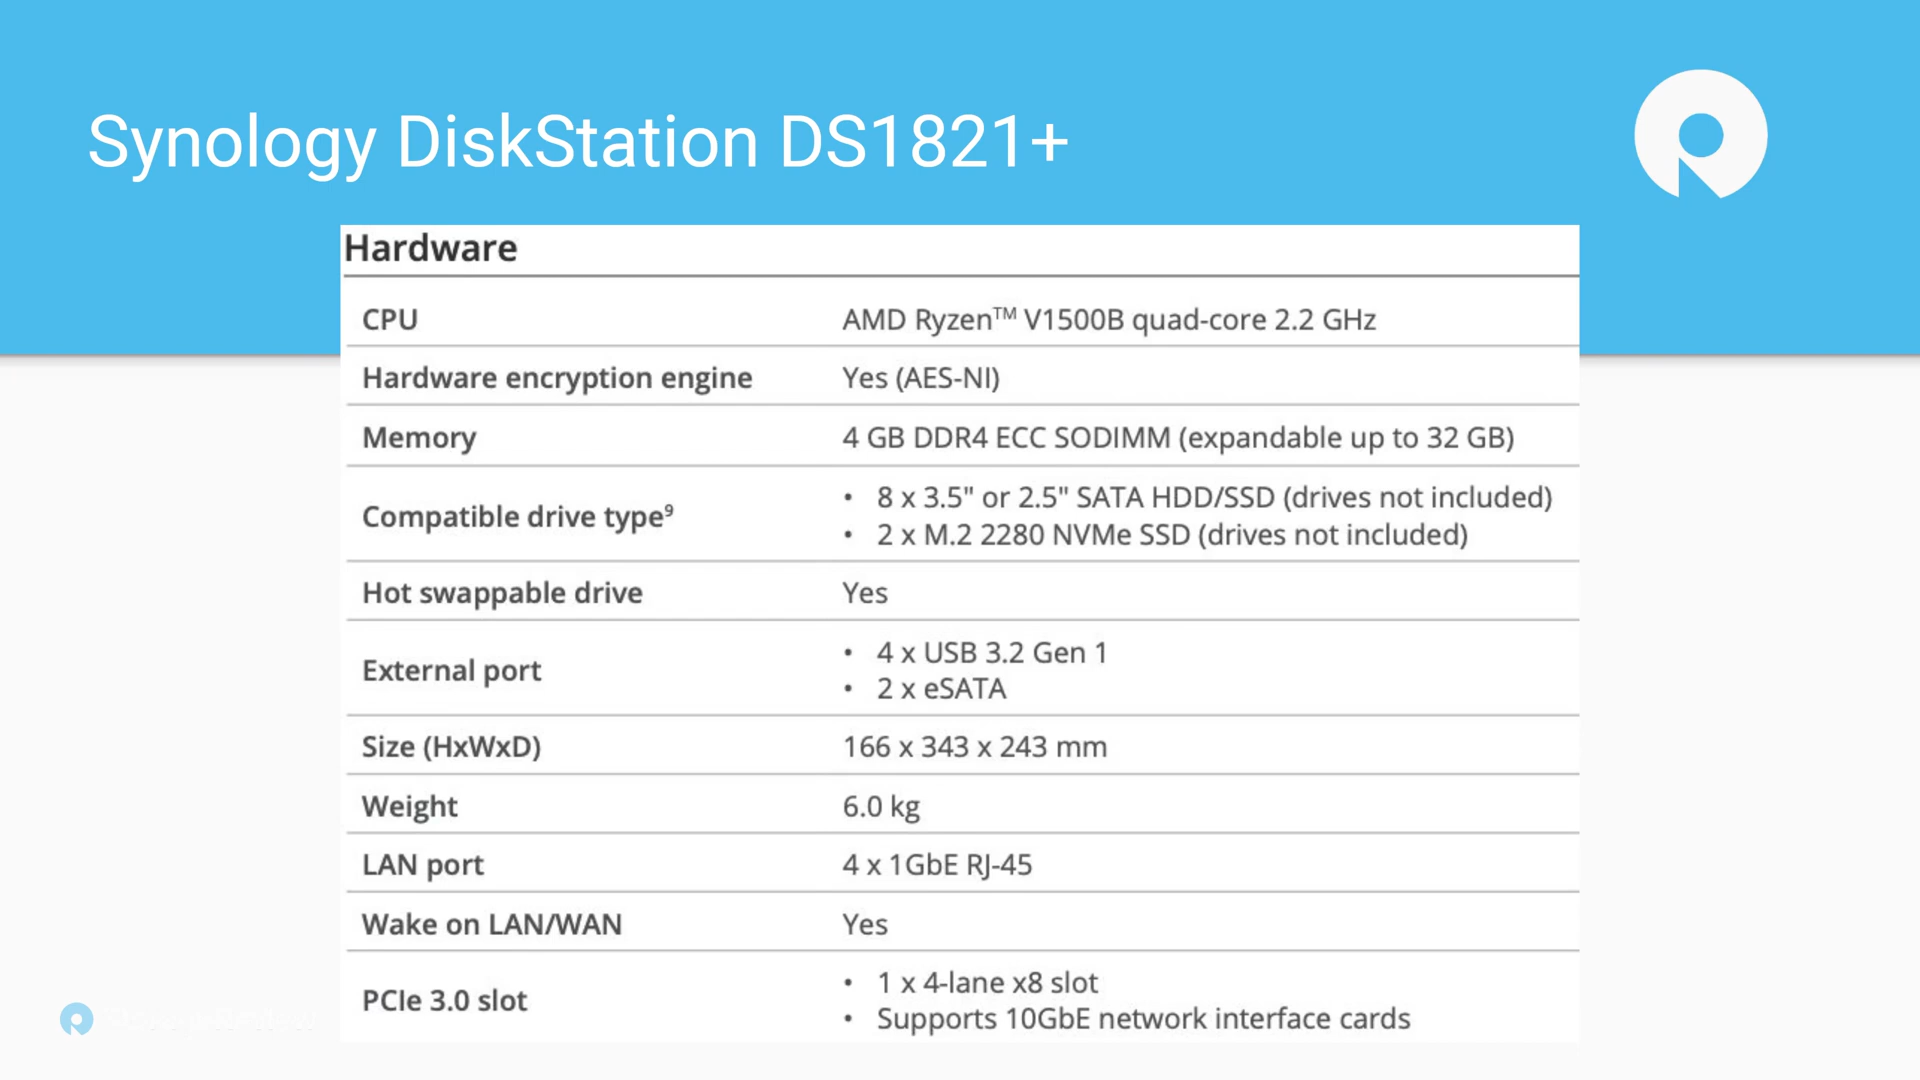 Synology DiskStation DS1821+
Hardware
CPU AMD Ryzen™ V1500B quad-core 2.2 GHz
Hardware encryption engine Yes (AES-NI)
Memory 4 GB DDR4 ECC SODIMM (expandable up to 32 GB)
Compatible drive type⁹
• 8 x 3.5" or 2.5" SATA HDD/SSD (drives not included)
• 2 x M.2 2280 NVMe SSD (drives not included)
Hot swappable drive Yes
External port
• 4 x USB 3.2 Gen 1
• 2 x eSATA
Size (HxWxD) 166 x 343 x 243 mm
Weight 6.0 kg
LAN port 4 x 1GbE RJ-45
Wake on LAN/WAN Yes
PCIe 3.0 slot
• 1 x 4-lane x8 slot
• Supports 10GbE network interface cards